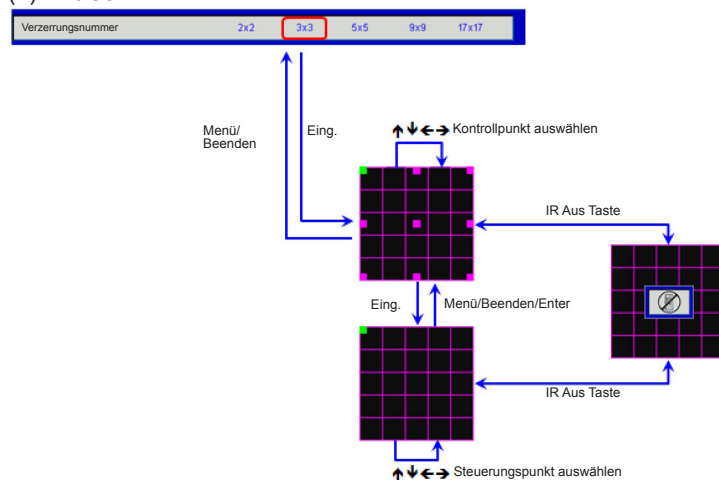 Verzerrungsnummer 2x2 3x3 5x5 9x9 17x17
Menü/
Beenden
Eing.
Kontrollpunkt auswählen
IR Aus Taste
Eing.
Menü/Beenden/Enter
IR Aus Taste
Steuerungspunkt auswählen